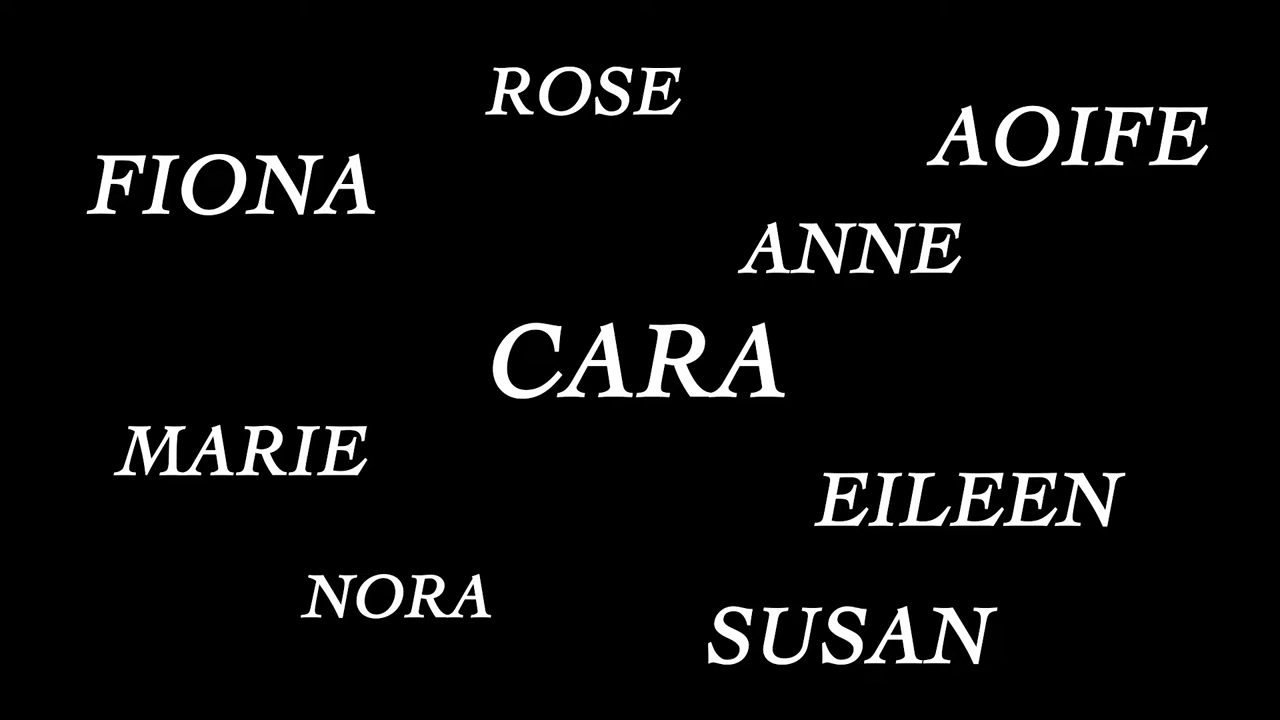 ROSE
AOIFE
FIONA
ANNE
CARA
MARIE
EILEEN
NORA
SUSAN